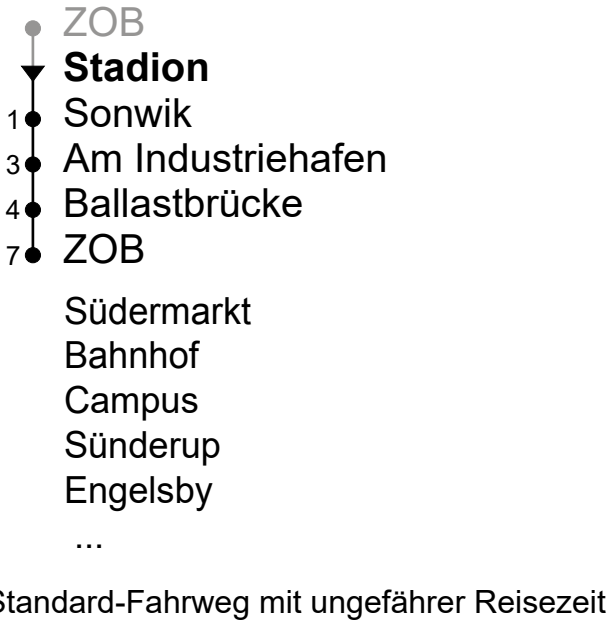 ZOB
Stadion
1 Sonwik
3 Am Industriehafen
4 Ballastbrücke
7 ZOB
Südermarkt
Bahnhof
Campus
Sünderup
Engelsby
...
Standard-Fahrweg mit ungefährer Reisezeit